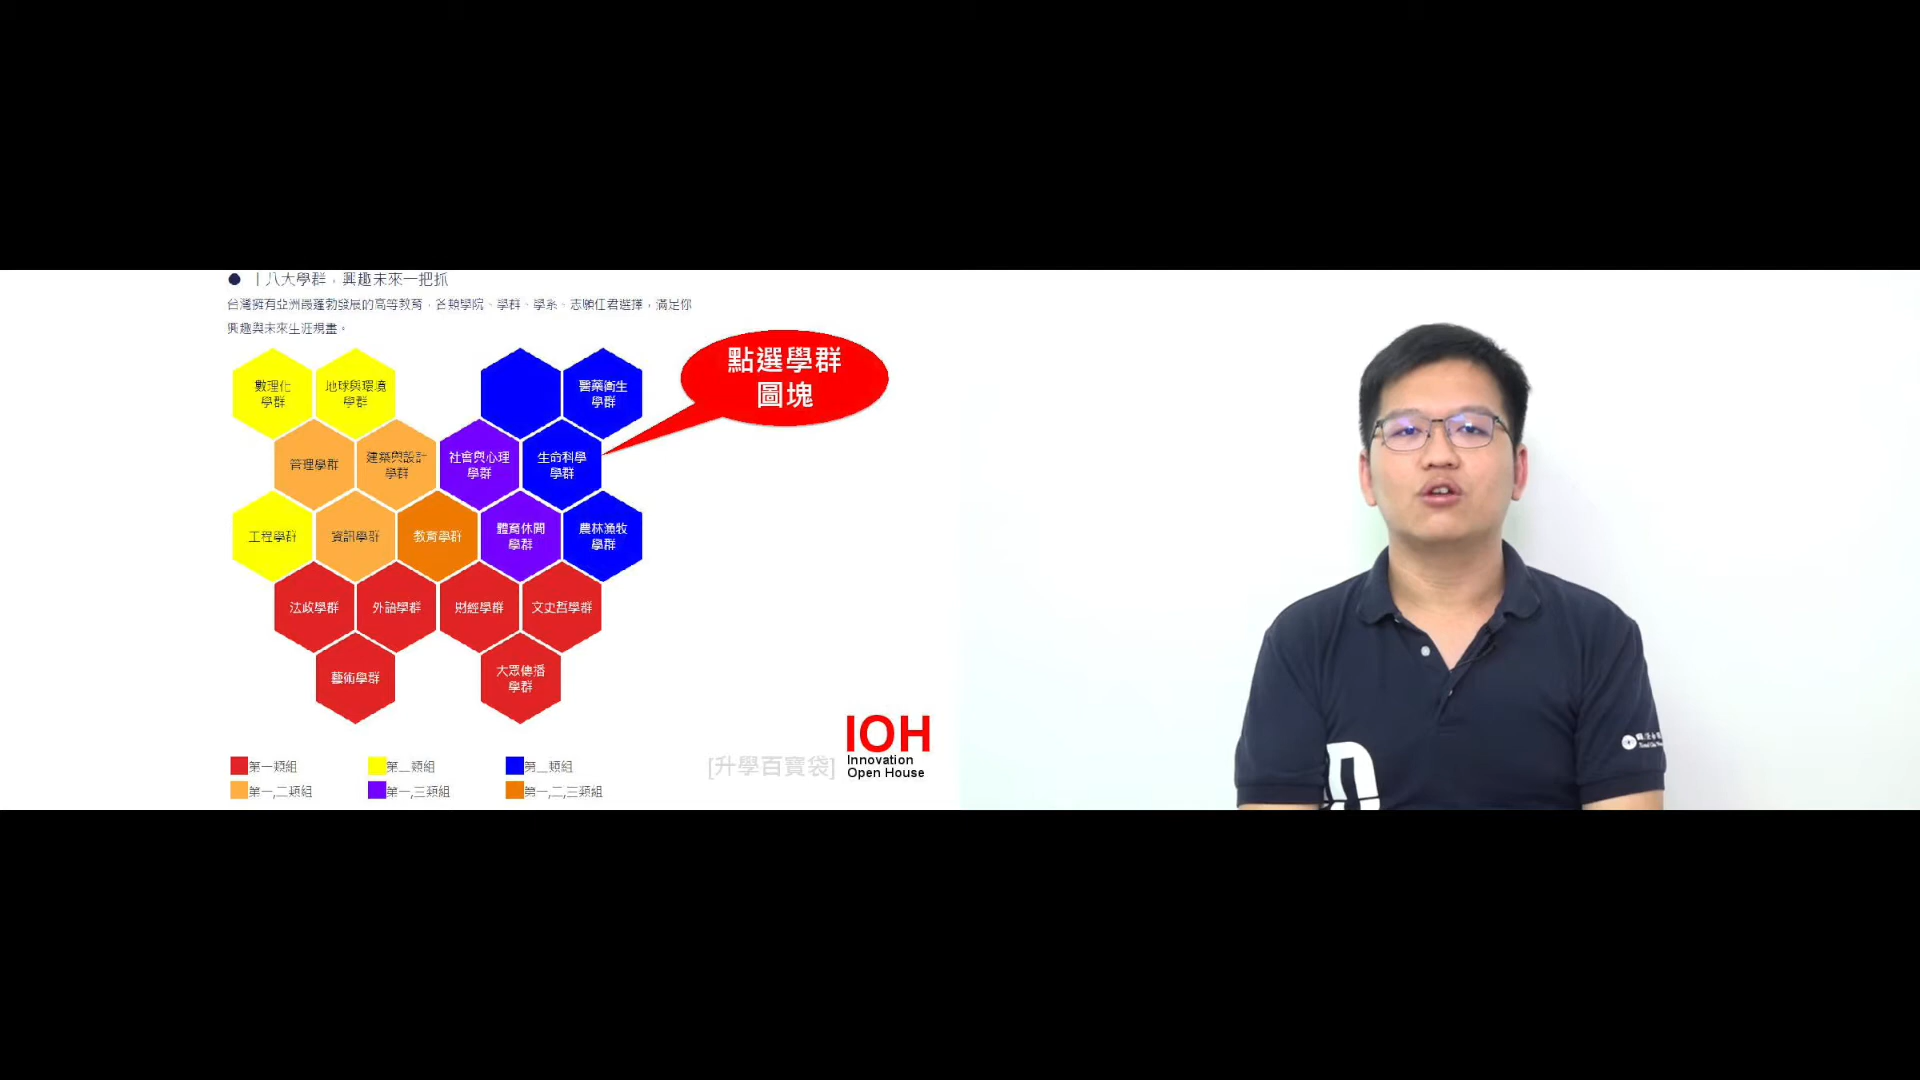 十八大學群，興趣未來一把抓
台灣擁有亞洲最蓬勃發展的高等教育，各類學院、學群、學系、志願任君選擇，滿足你
興趣與未來生涯規畫。
點選學群
圖塊
數理化
學群
地球與環境
學群
醫藥衛生
學群
管理學群
建築與設計
學群
社會與心理
學群
生命科學
學群
工程學群
資訊學群
教育學群
體育休閒
學群
農林漁牧
學群
法政學群
外語學群
財經學群
文史哲學群
藝術學群
大眾傳播
學群
第一類組
第二類組
第三類組
第一,二類組
第一,三類組
第一,二,三類組
[升學百寶袋]
IOH
Innovation
Open House